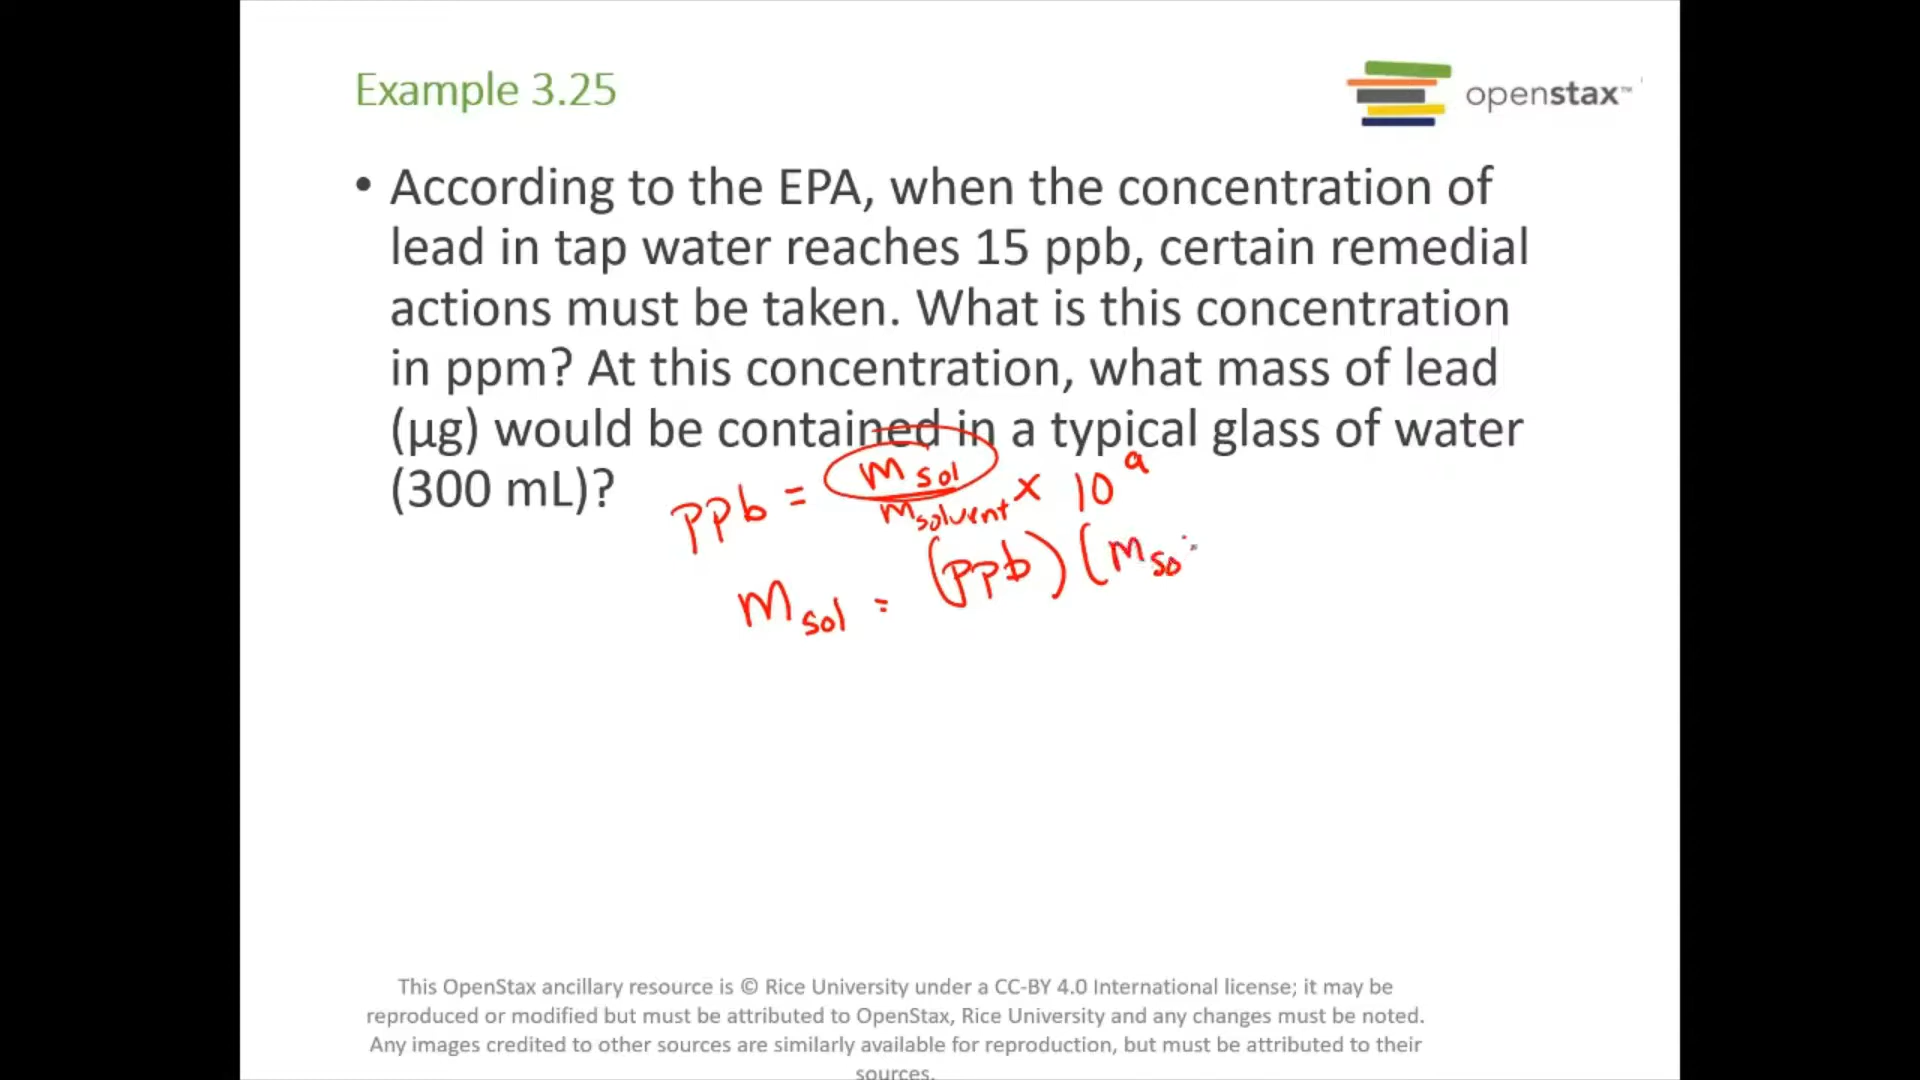 Example 3.25
openstax™
• According to the EPA, when the concentration of
lead in tap water reaches 15 ppb, certain remedial
actions must be taken. What is this concentration
in ppm? At this concentration, what mass of lead
(μg) would be contained in a typical glass of water
(300 mL)?
ppb = m sol / m solvent × 10^9
m sol = (ppb) (m so
This OpenStax ancillary resource is © Rice University under a CC-BY 4.0 International license; it may be
reproduced or modified but must be attributed to OpenStax, Rice University and any changes must be noted.
Any images credited to other sources are similarly available for reproduction, but must be attributed to their
sources.